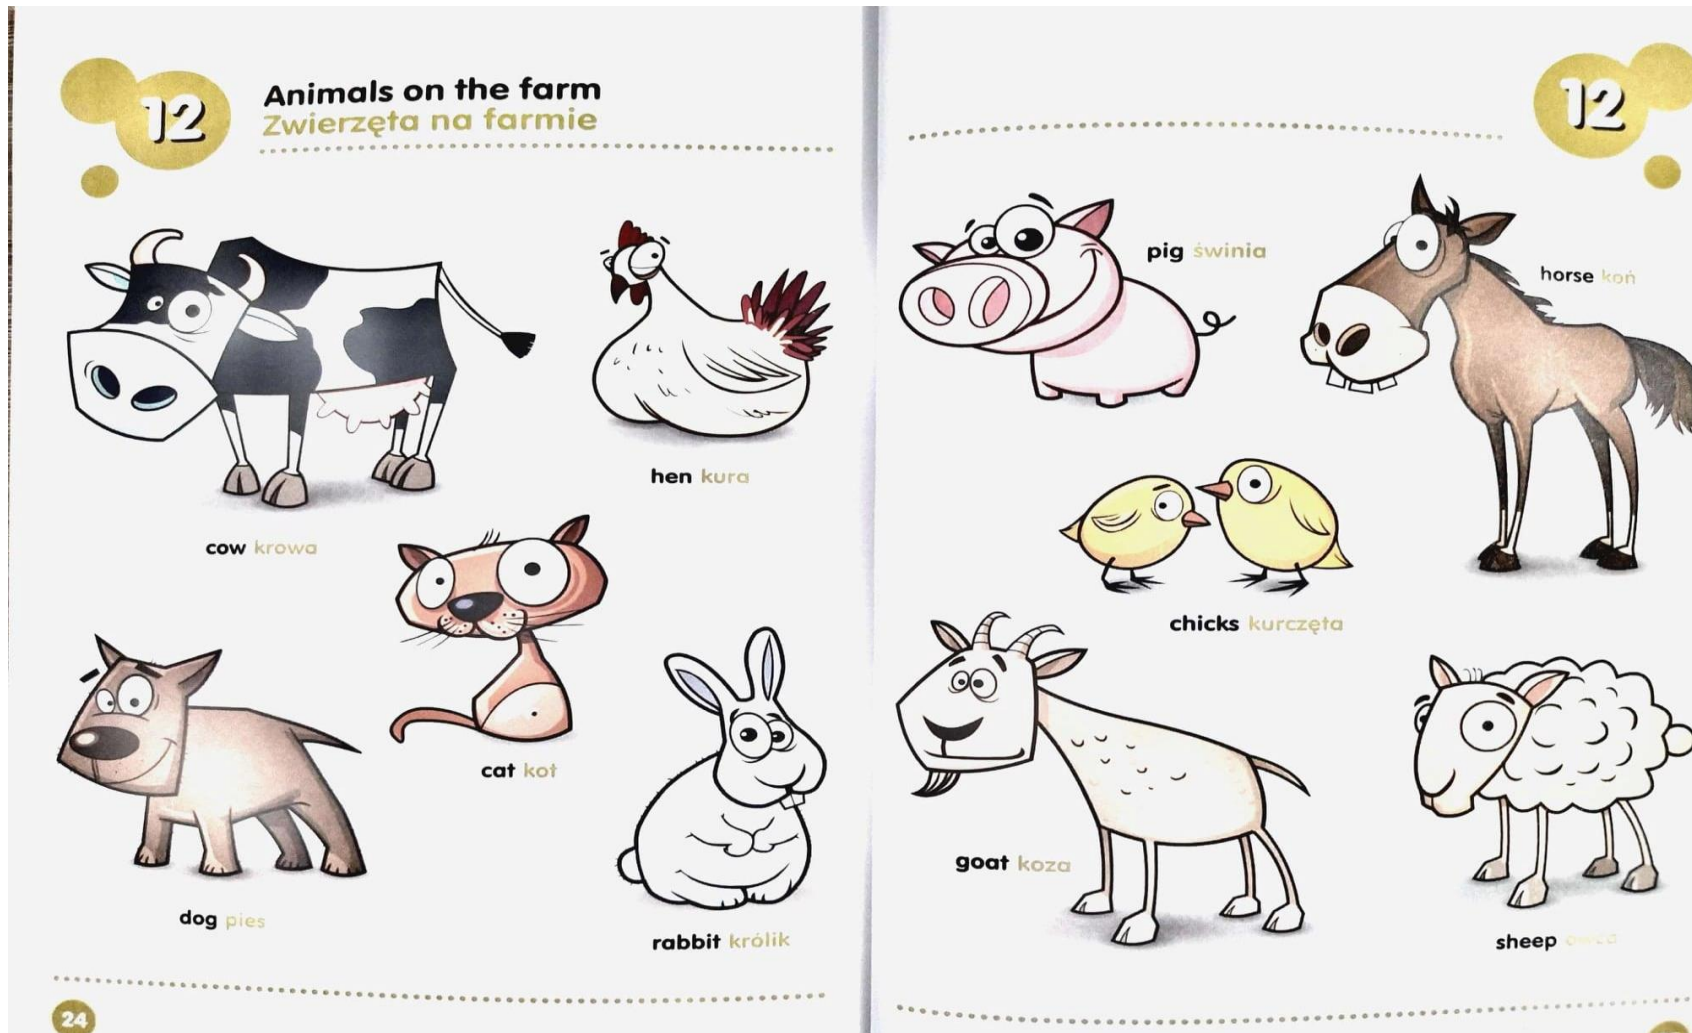 12
Animals on the farm
Zwierzęta na farmie
cow krowa
hen kura
cat kot
dog pies
rabbit królik
24
12
pig świnia
horse koń
chicks kurczęta
goat koza
sheep owca